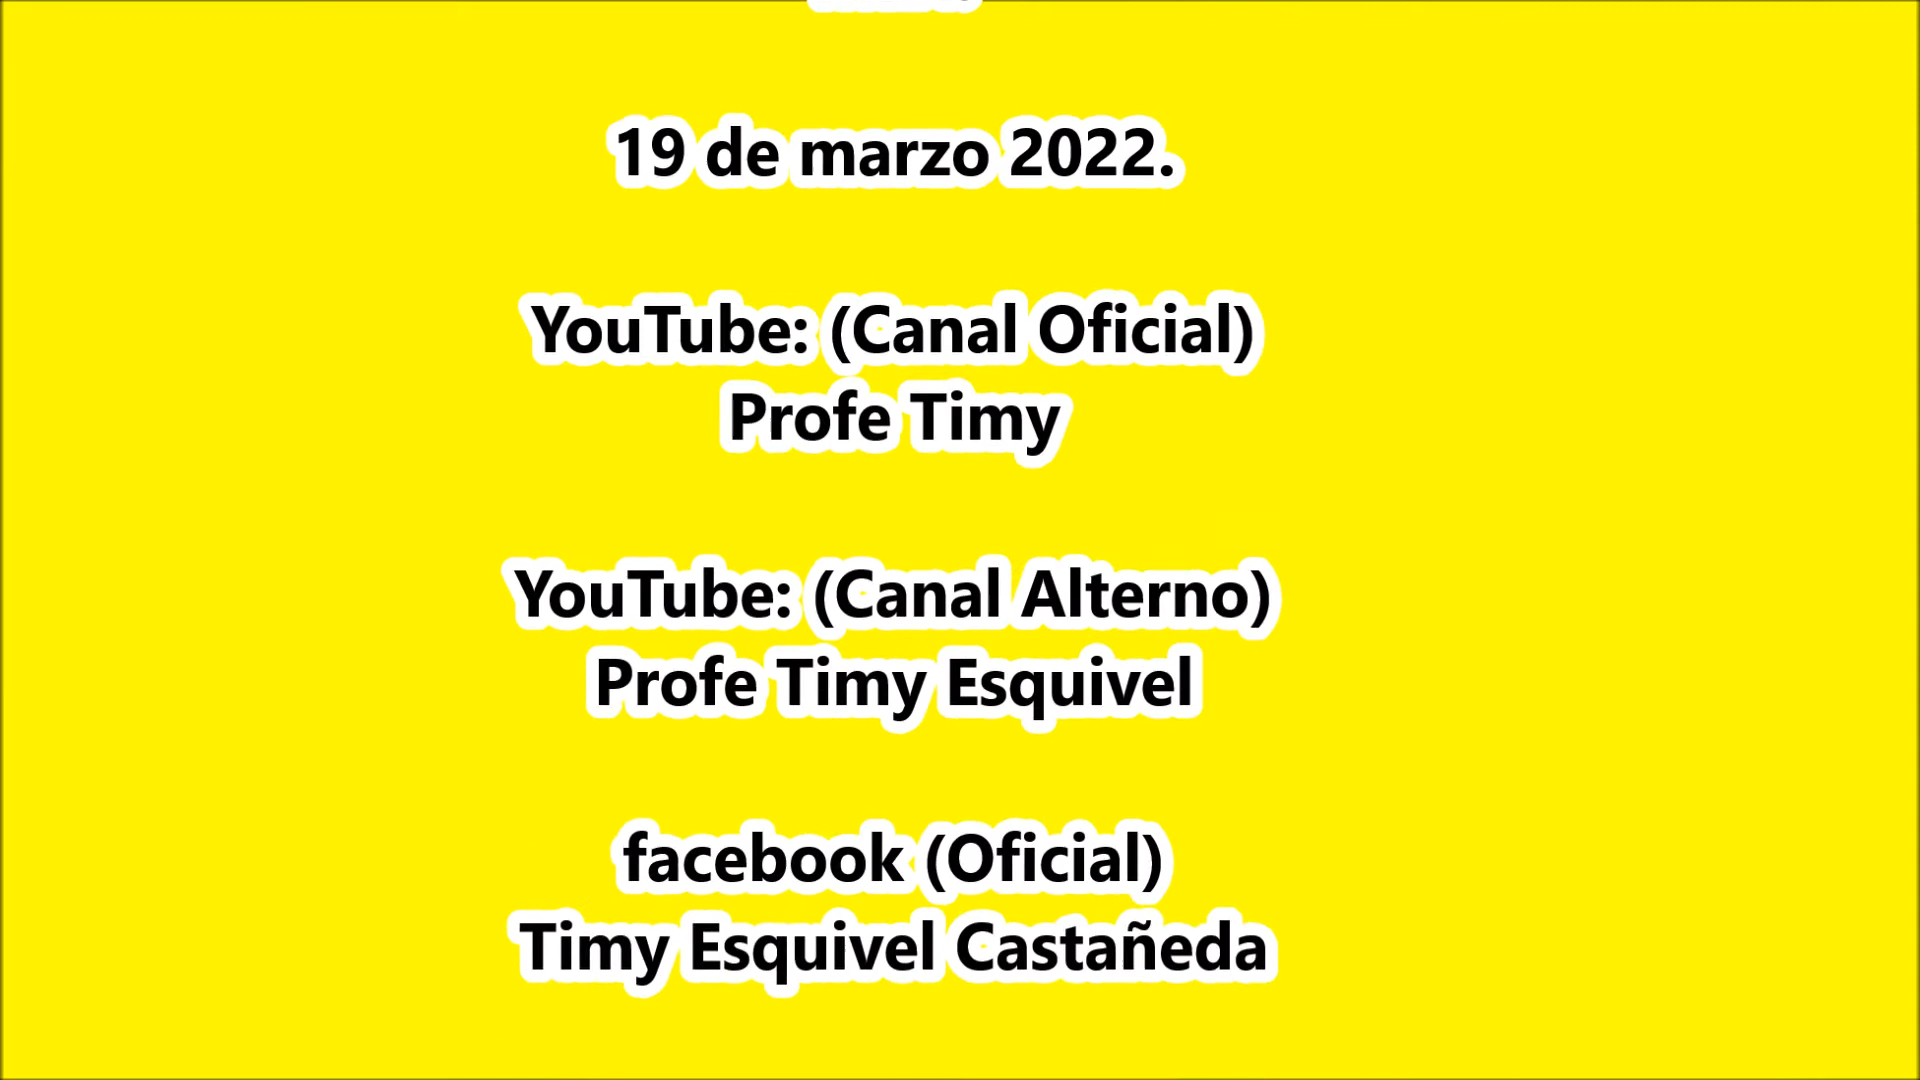 19 de marzo 2022.
YouTube: (Canal Oficial)
Profe Timy
YouTube: (Canal Alterno)
Profe Timy Esquivel
facebook (Oficial)
Timy Esquivel Castañeda